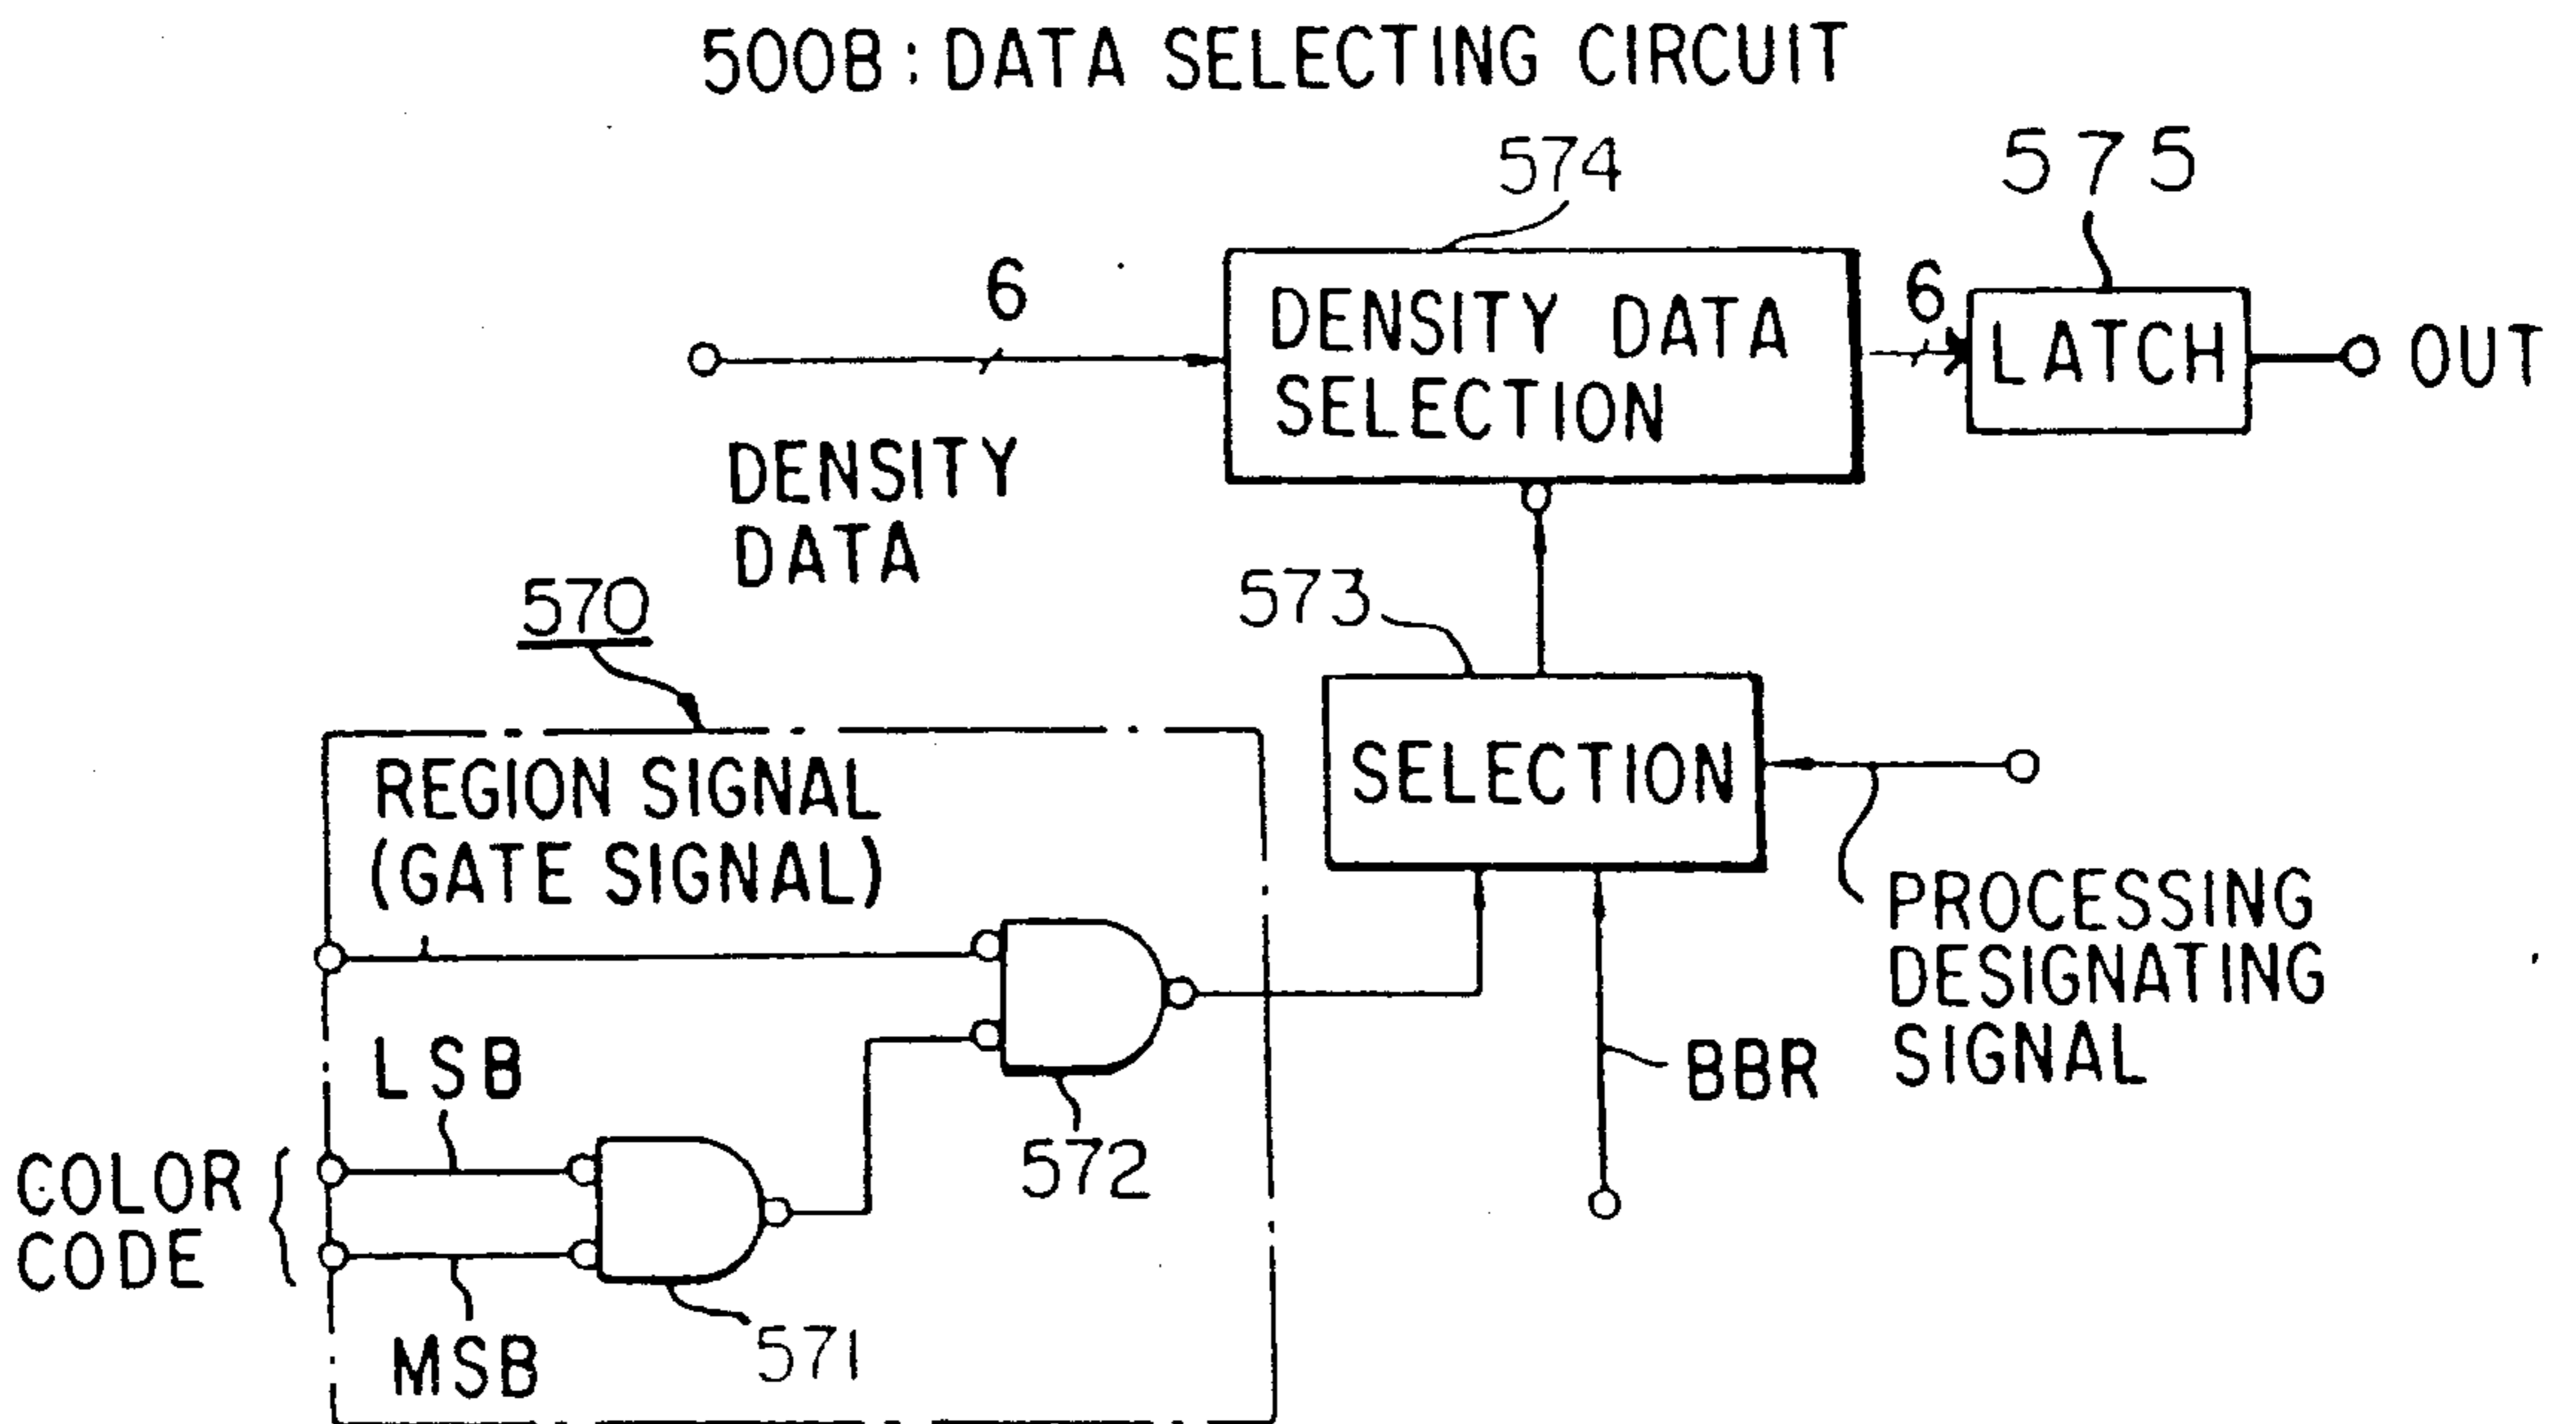 500B : DATA SELECTING CIRCUIT
574
575
6
DENSITY DATA
SELECTION
6
LATCH
OUT
DENSITY
DATA
570
573
SELECTION
REGION SIGNAL
(GATE SIGNAL)
PROCESSING
DESIGNATING
SIGNAL
LSB
BBR
572
COLOR
CODE
MSB
571